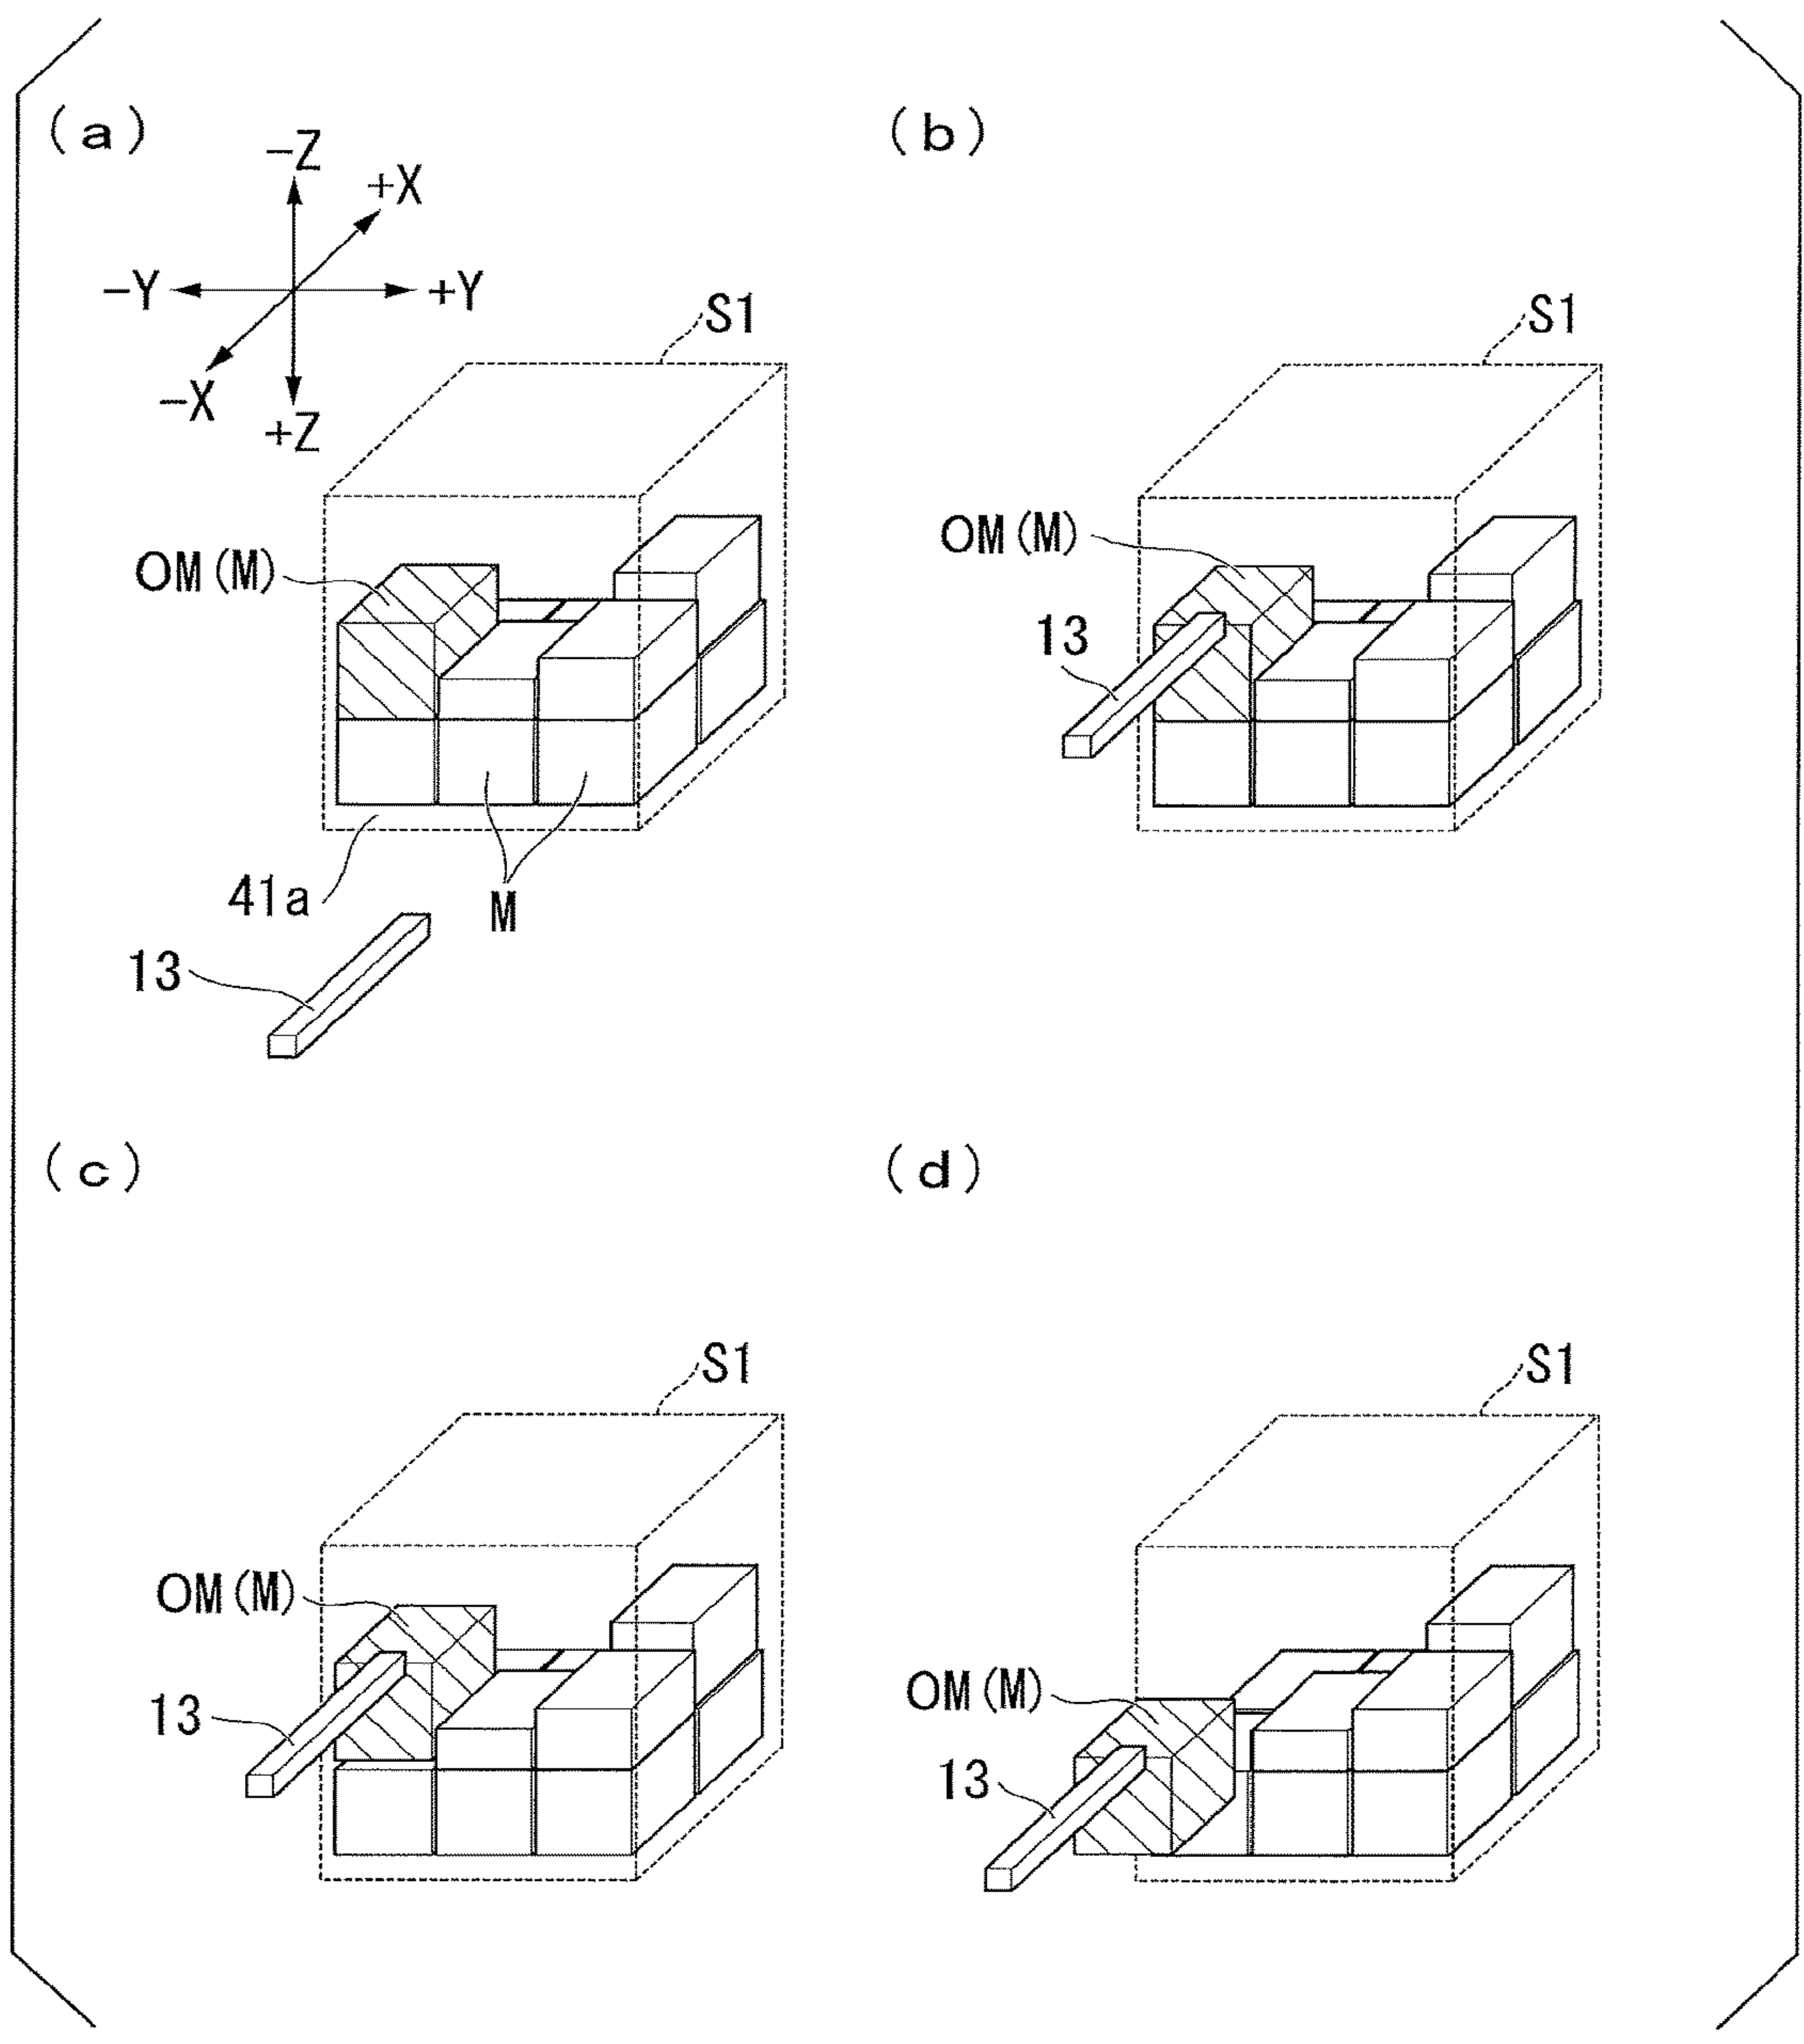 (a)
-Z
+X
-Y
+Y
-X
+Z
S1
OM(M)
41a
M
13
(b)
S1
OM(M)
13
(c)
S1
OM(M)
13
(d)
S1
OM(M)
13